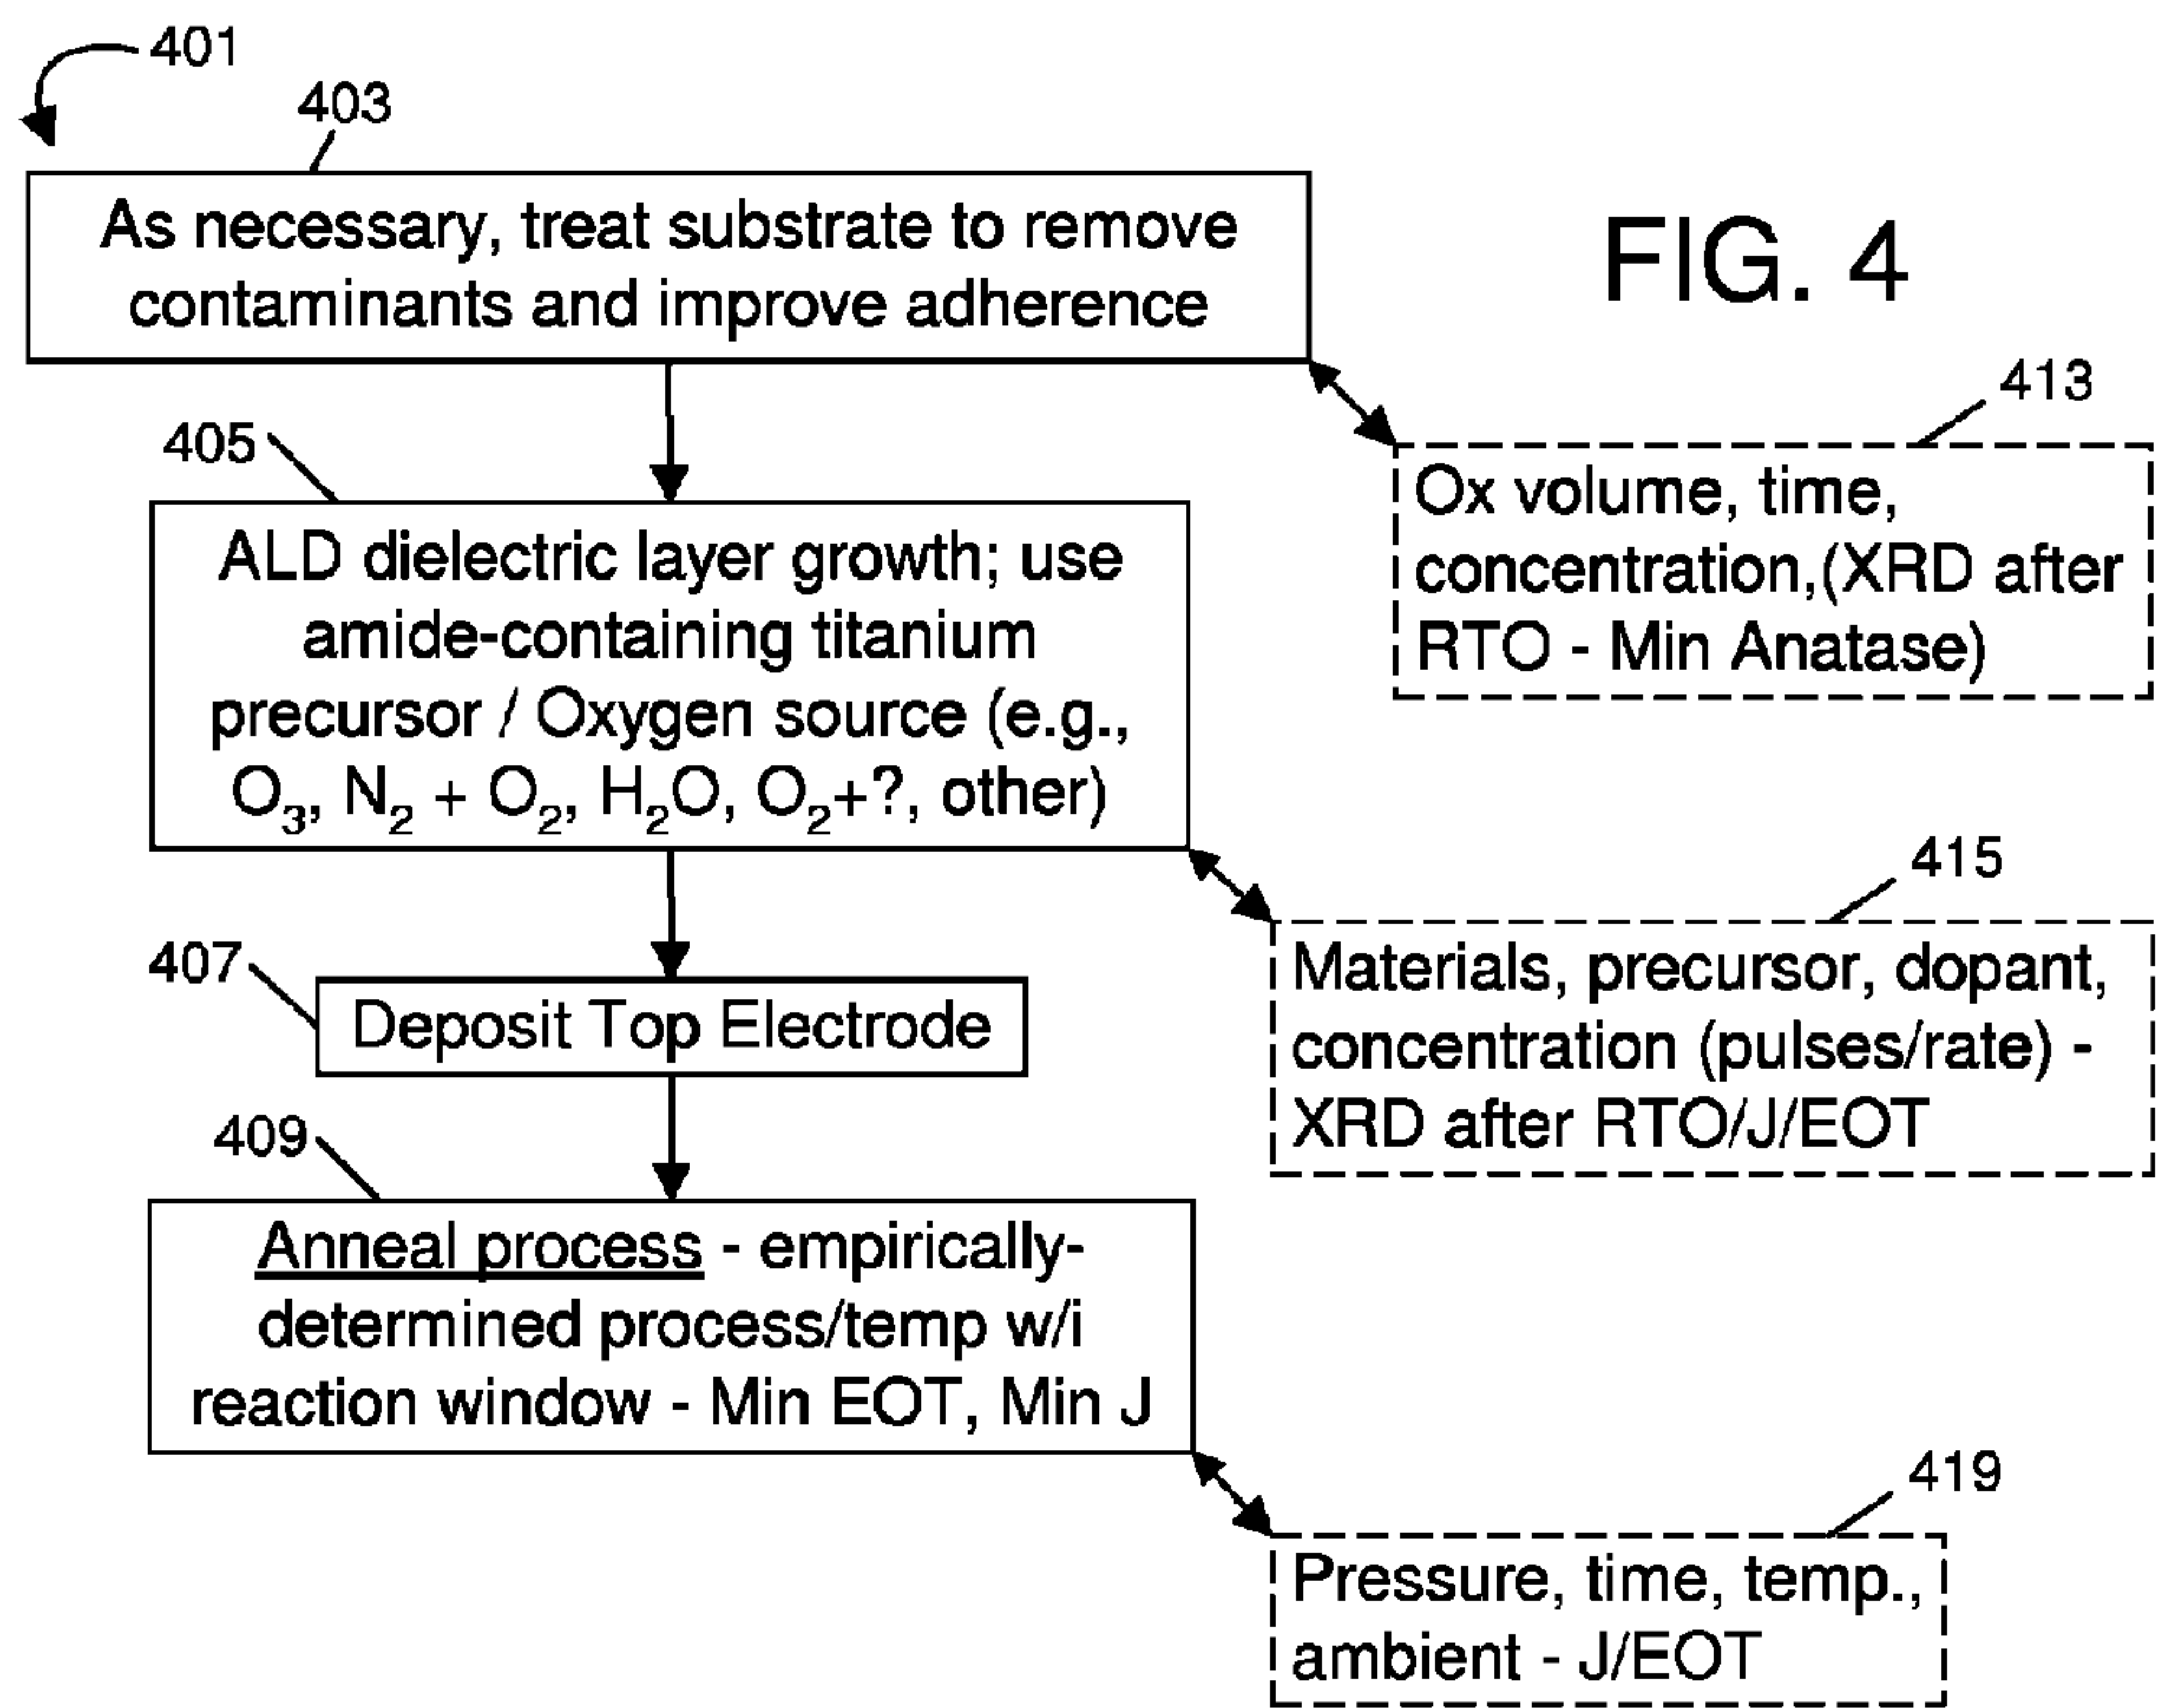 401
403
As necessary, treat substrate to remove
contaminants and improve adherence
FIG. 4
413
Ox volume, time,
concentration,(XRD after
RTO - Min Anatase)
405
ALD dielectric layer growth; use
amide-containing titanium
precursor / Oxygen source (e.g.,
O₃, N₂ + O₂, H₂O, O₂+?, other)
415
Materials, precursor, dopant,
concentration (pulses/rate) -
XRD after RTO/J/EOT
407
Deposit Top Electrode
409
Anneal process - empirically-
determined process/temp w/i
reaction window - Min EOT, Min J
419
Pressure, time, temp.,
ambient - J/EOT